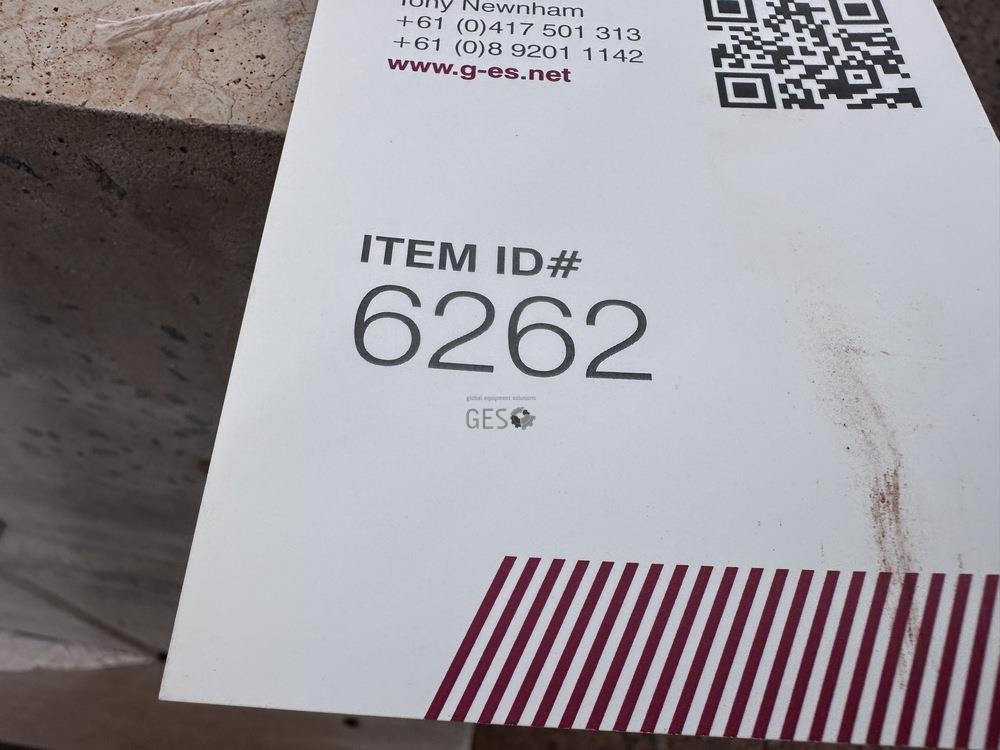 Tony Newnham
+61 (0)417 501 313
+61 (0)8 9201 1142
www.g-es.net
ITEM ID#
6262
global equipment solutions
GES